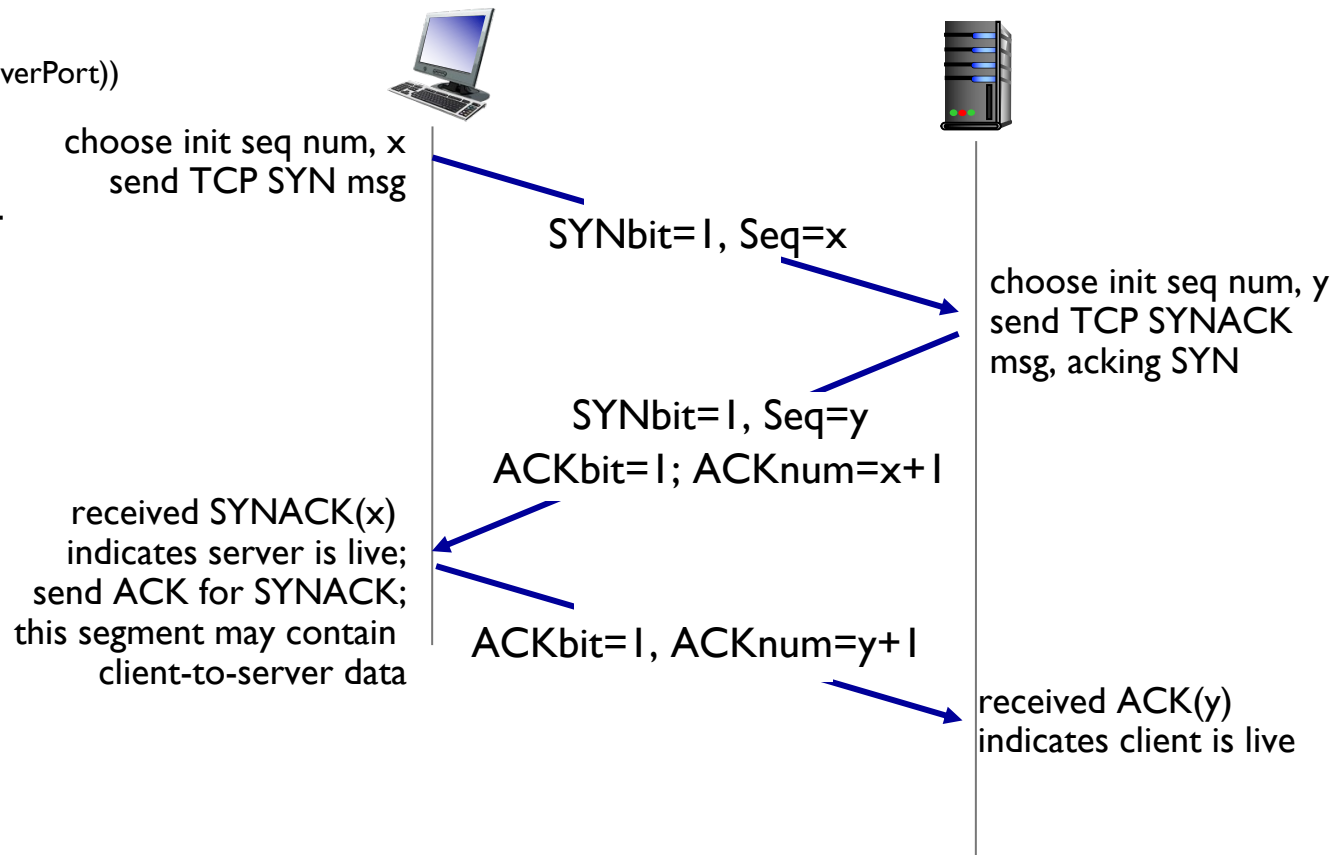 verPort))
choose init seq num, x
send TCP SYN msg
SYNbit=1, Seq=x
choose init seq num, y
send TCP SYNACK
msg, acking SYN
SYNbit=1, Seq=y
ACKbit=1; ACKnum=x+1
received SYNACK(x)
indicates server is live;
send ACK for SYNACK;
this segment may contain
client-to-server data
ACKbit=1, ACKnum=y+1
received ACK(y)
indicates client is live